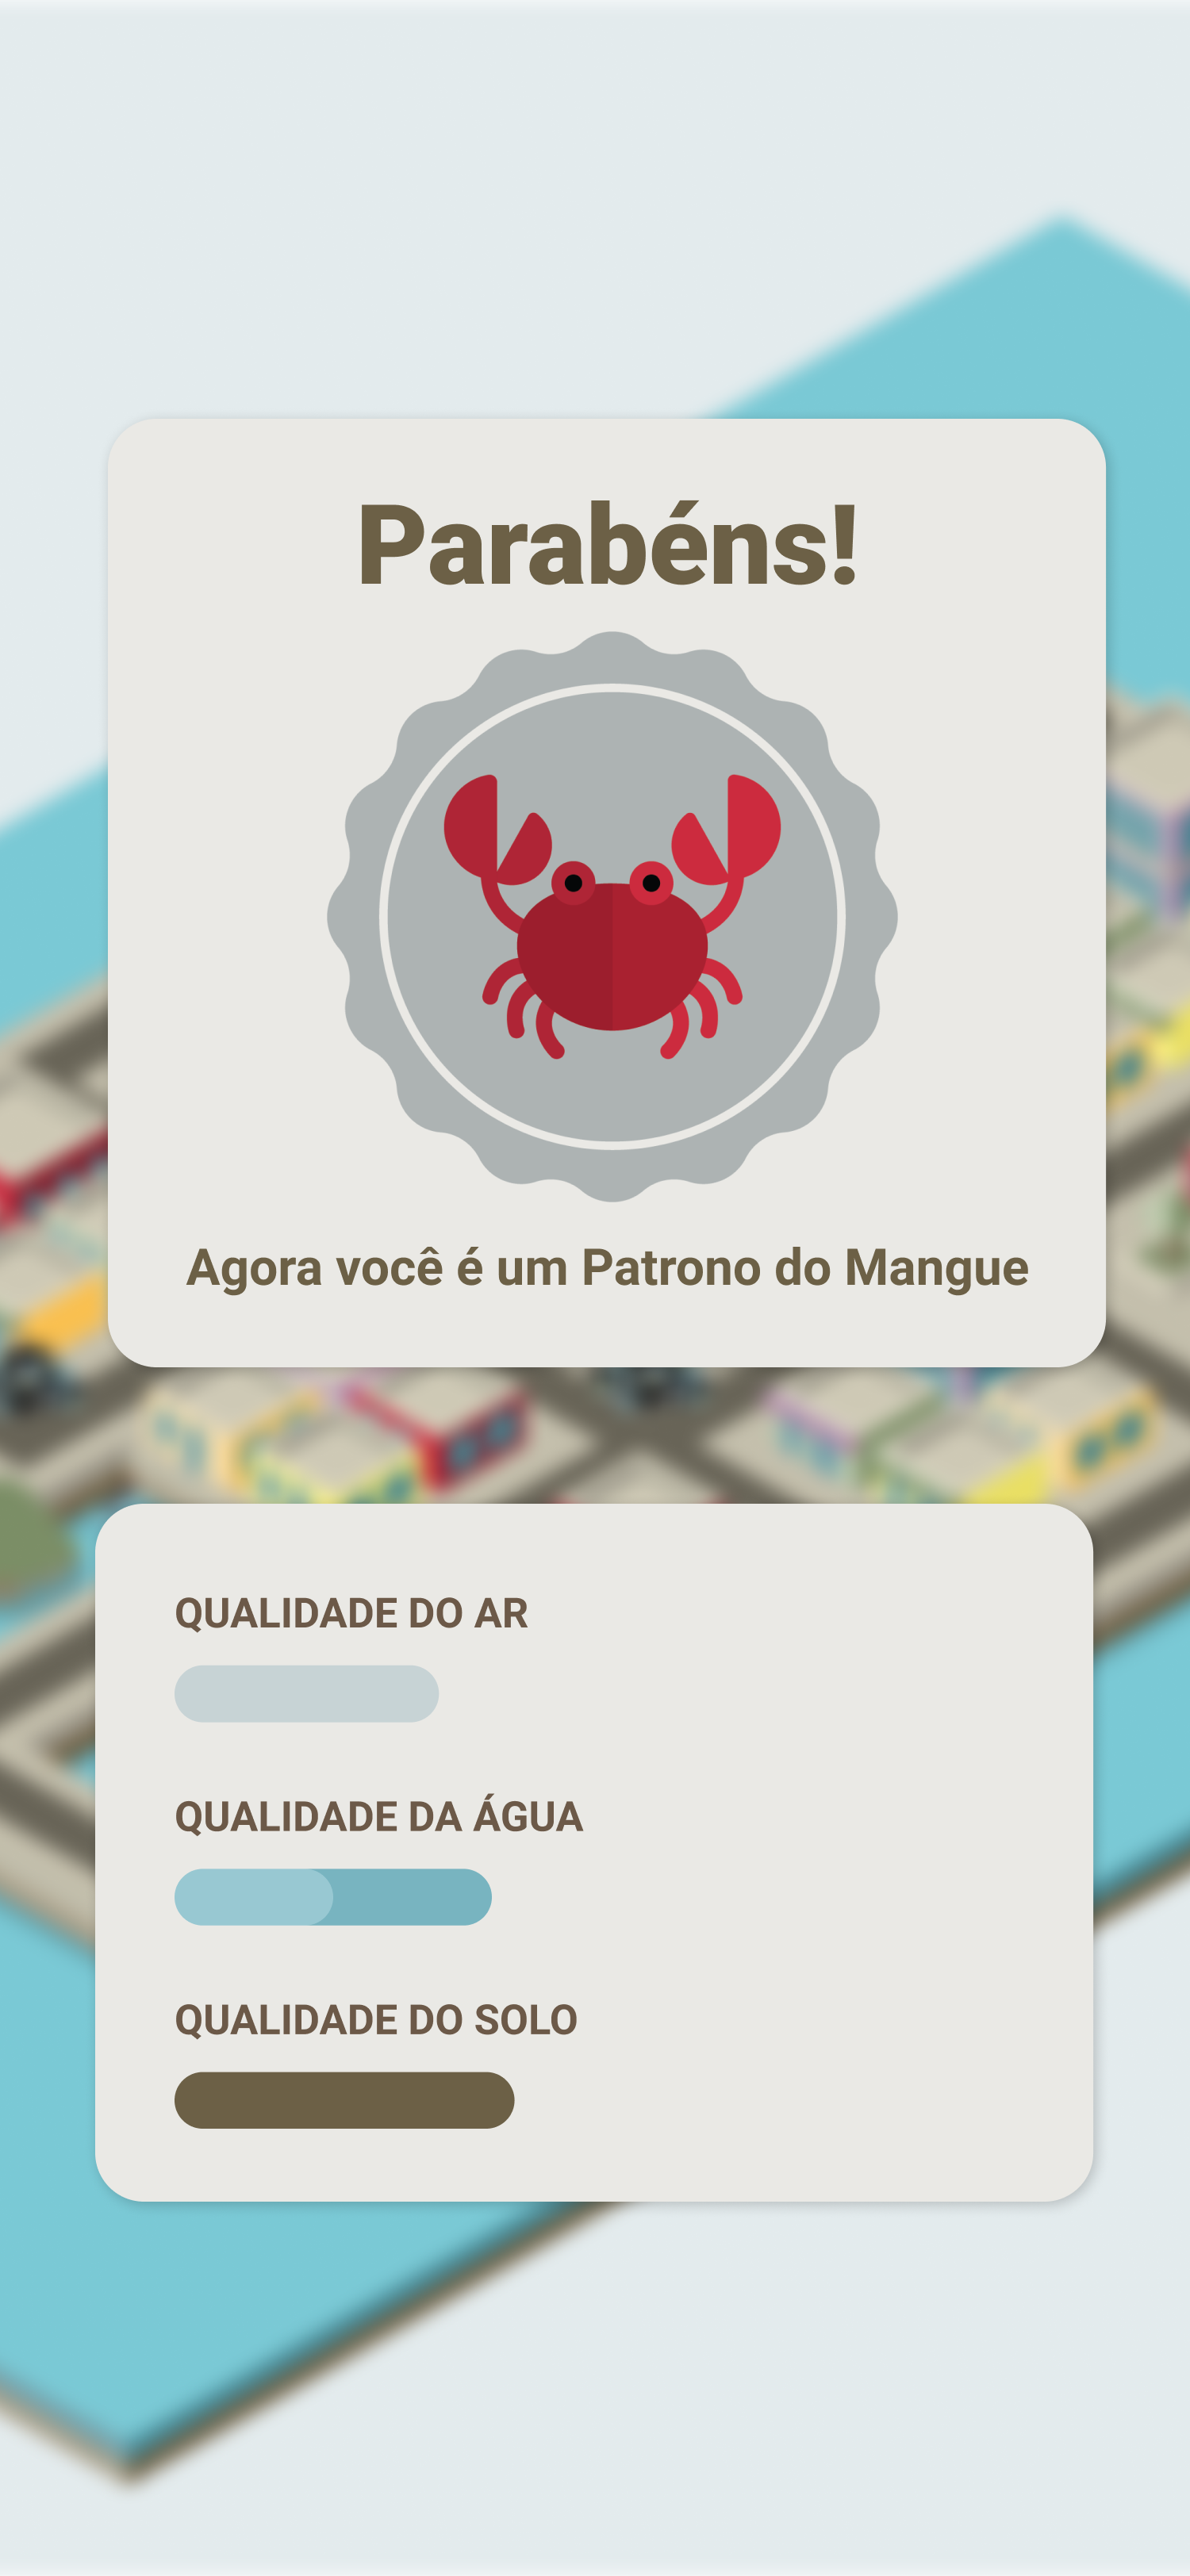 Parabéns!
Agora você é um Patrono do Mangue
QUALIDADE DO AR
QUALIDADE DA ÁGUA
QUALIDADE DO SOLO